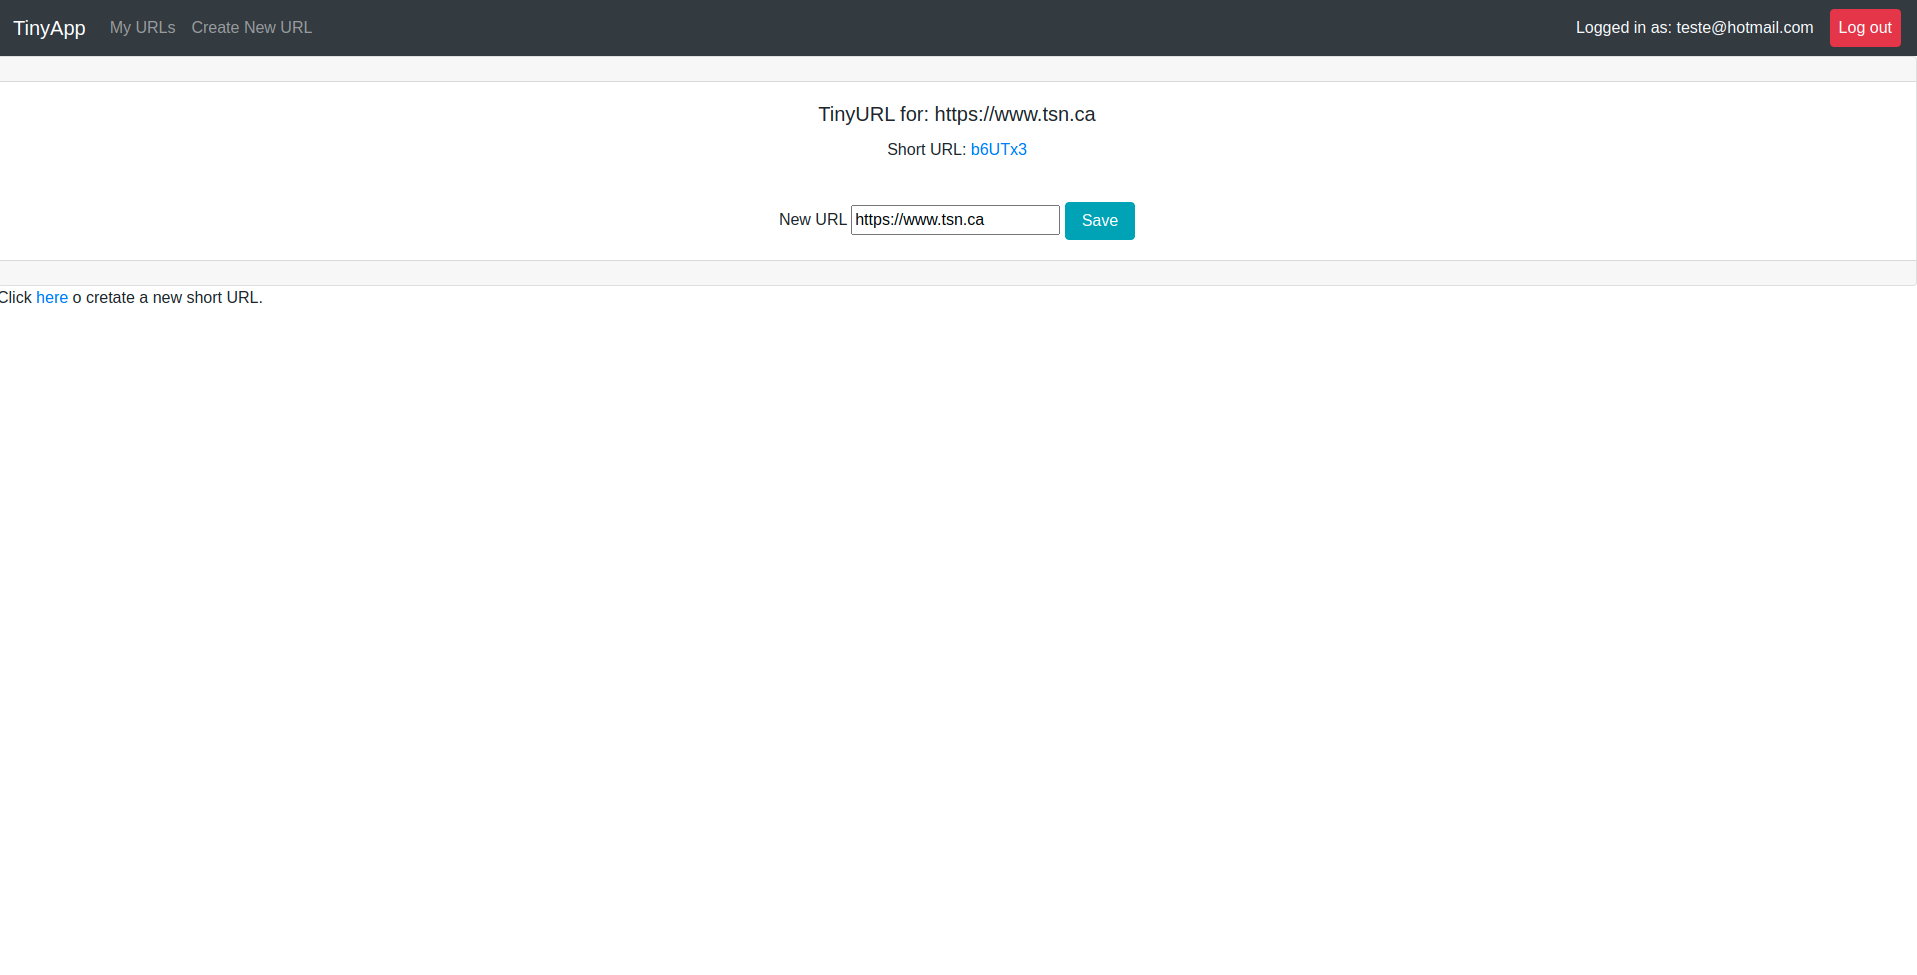 TinyApp My URLs Create New URL Logged in as: teste@hotmail.com Log out
TinyURL for: https://www.tsn.ca
Short URL: b6UTx3
New URL https://www.tsn.ca Save
Click here o cretate a new short URL.